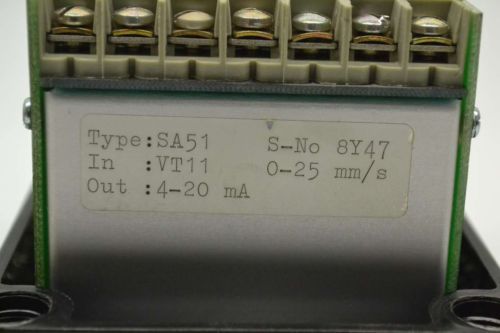 Type:SA51 S-No 8Y47
In :VT11 0-25 mm/s
Out :4-20 mA